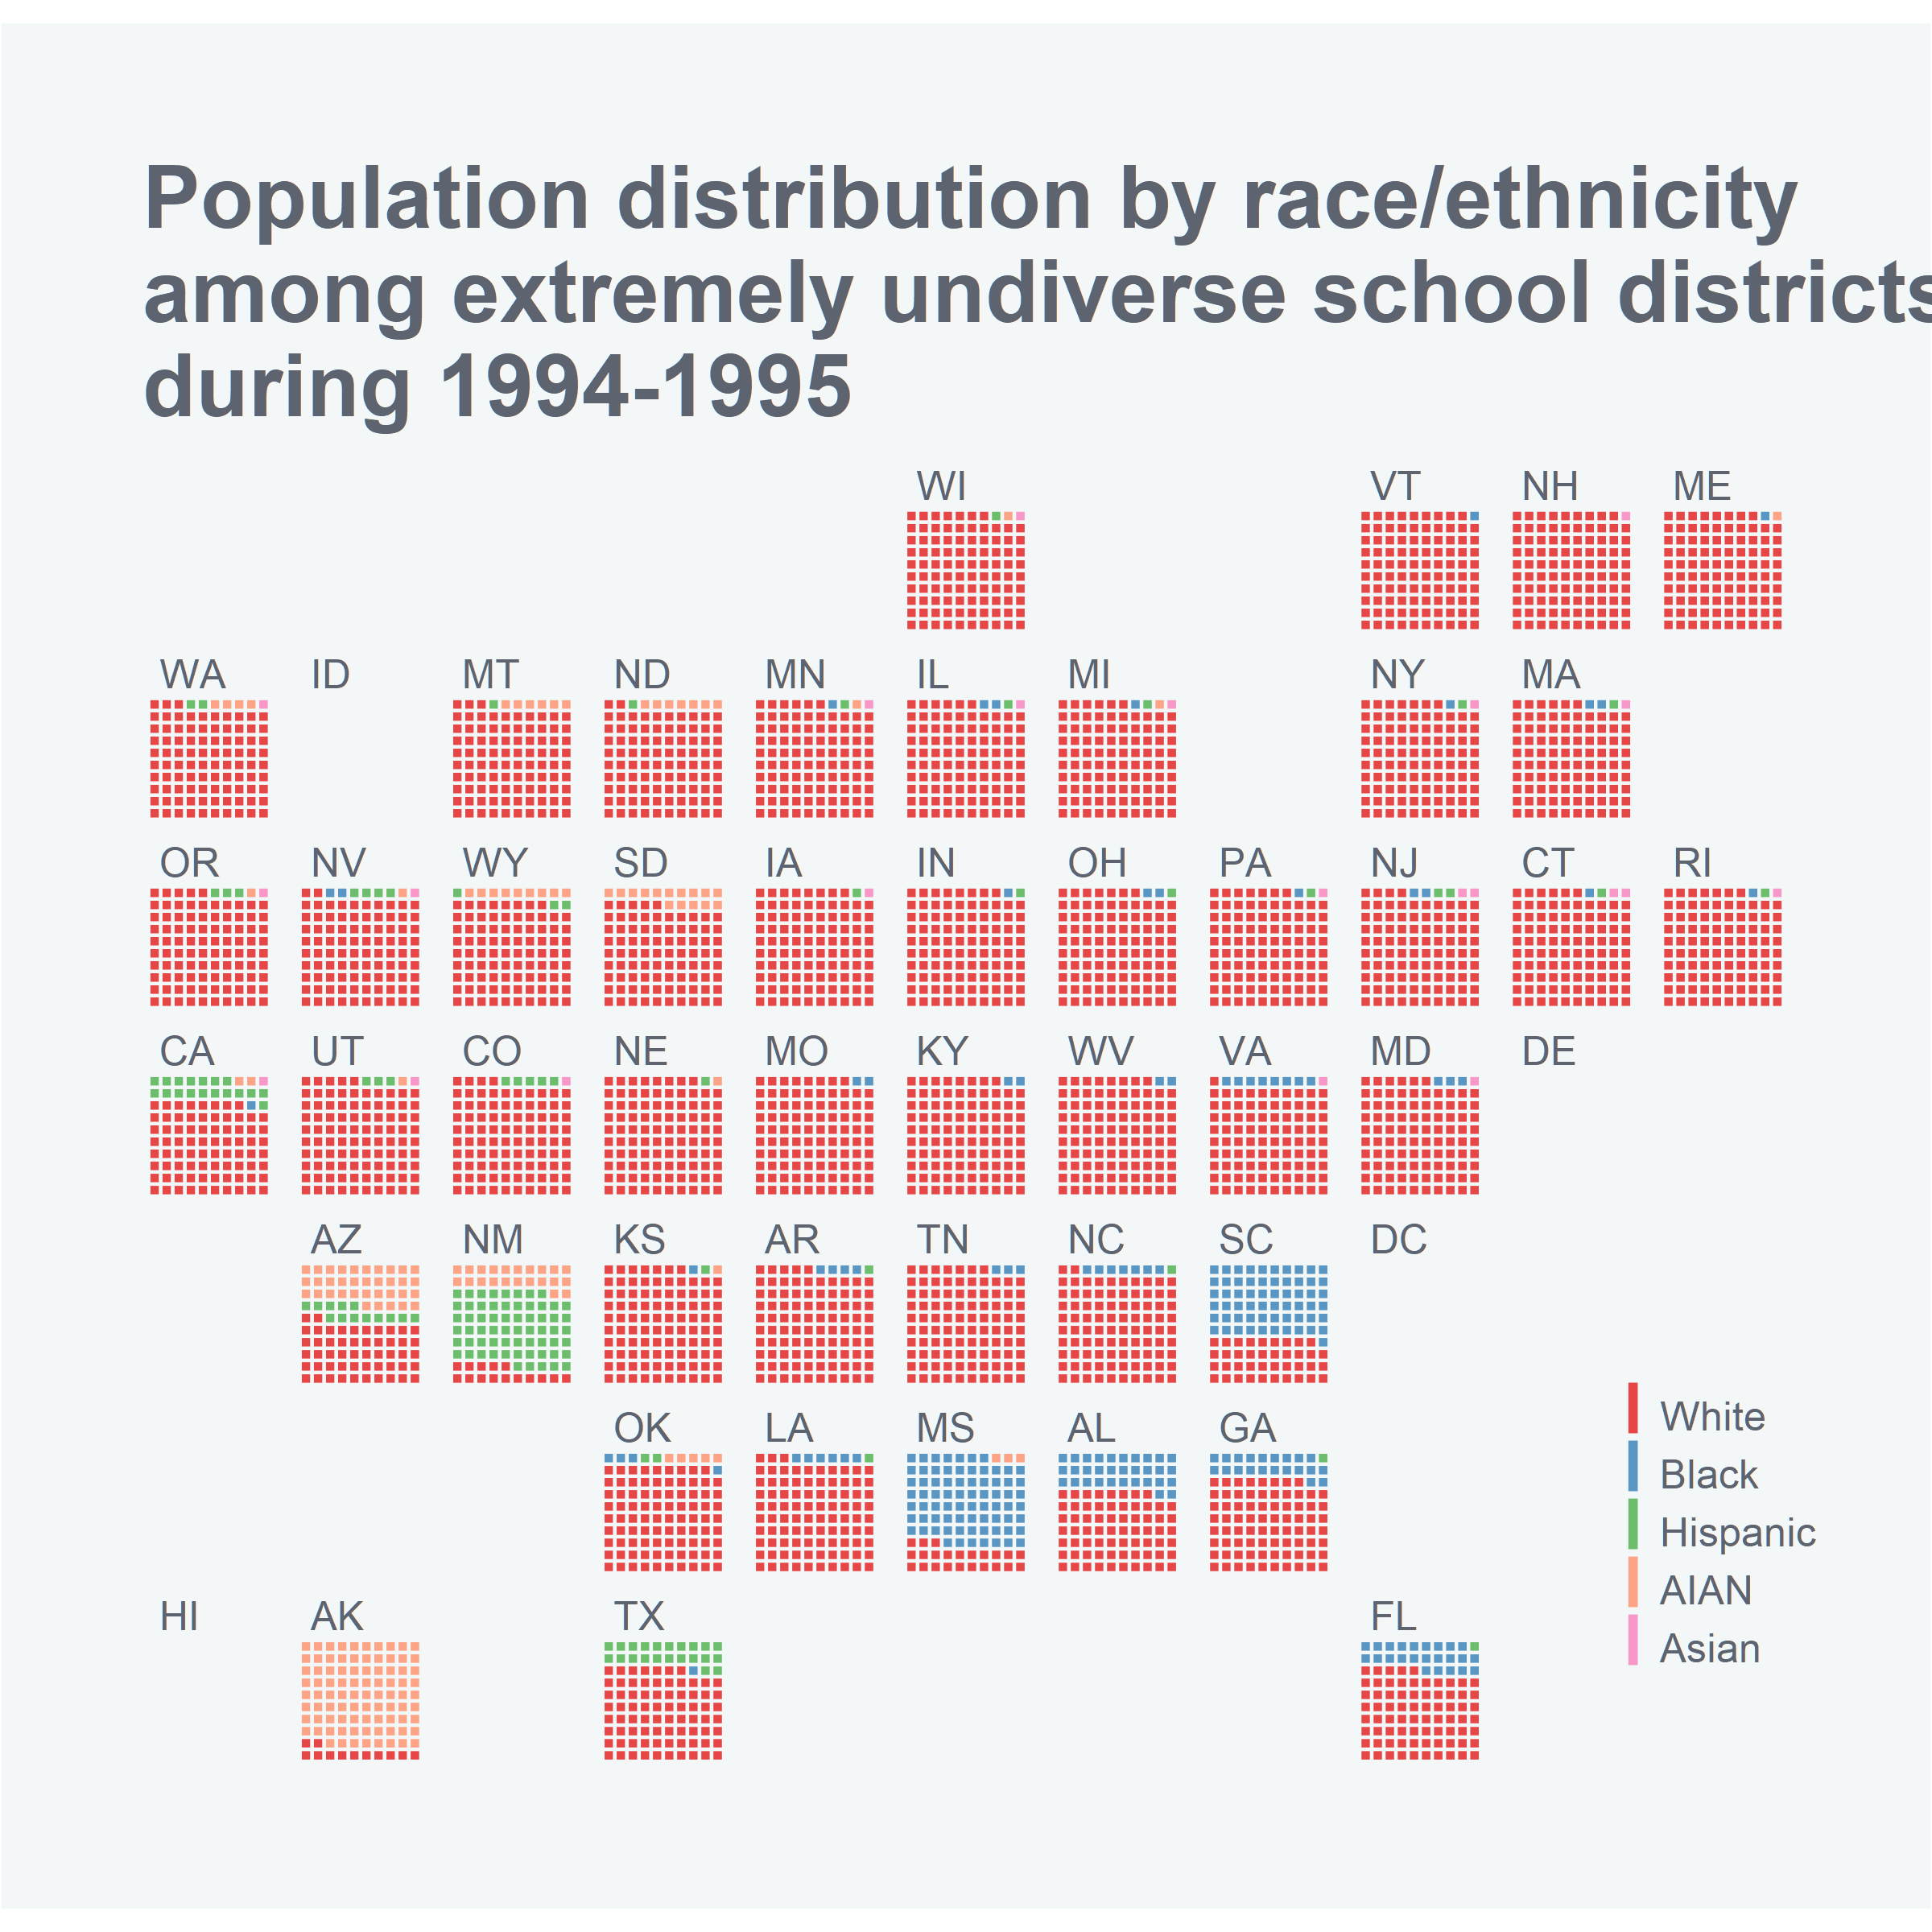 Population distribution by race/ethnicity
among extremely undiverse school districts
during 1994-1995
WI VT NH ME
WA ID MT ND MN IL MI NY MA
OR NV WY SD IA IN OH PA NJ CT RI
CA UT CO NE MO KY WV VA MD DE
AZ NM KS AR TN NC SC DC
OK LA MS AL GA
HI AK TX FL
White
Black
Hispanic
AIAN
Asian